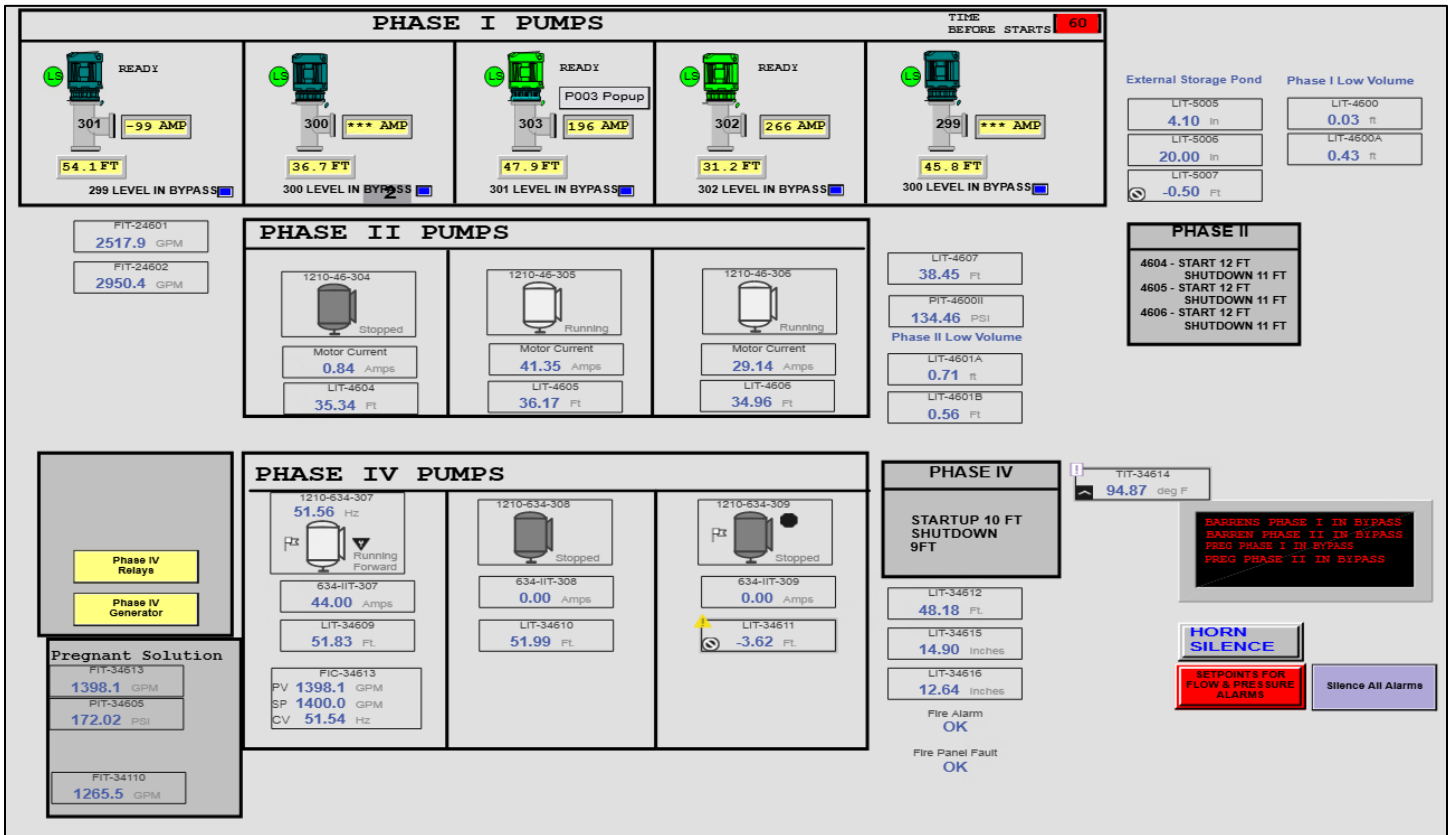 PHASE I PUMPS
TIME
BEFORE STARTS
60
LS
READY
301
-99 AMP
54.1 FT
299 LEVEL IN BYPASS
LS
300
*** AMP
36.7 FT
300 LEVEL IN BYPASS
2
LS
READY
P003 Popup
303
196 AMP
47.9 FT
301 LEVEL IN BYPASS
LS
READY
302
266 AMP
31.2 FT
302 LEVEL IN BYPASS
LS
299
*** AMP
45.8 FT
300 LEVEL IN BYPASS
External Storage Pond
LIT-5005
4.10 In
LIT-5006
20.00 In
LIT-5007
-0.50 Ft
Phase I Low Volume
LIT-4600
0.03 ft
LIT-4600A
0.43 ft
FIT-24601
2517.9 GPM
FIT-24602
2950.4 GPM
PHASE II PUMPS
1210-46-304
Stopped
Motor Current
0.84 Amps
LIT-4604
35.34 Ft
1210-46-305
Running
Motor Current
41.35 Amps
LIT-4605
36.17 Ft
1210-46-306
Running
Motor Current
29.14 Amps
LIT-4606
34.96 Ft
LIT-4607
38.45 Ft
PIT-4600II
134.46 PSI
Phase II Low Volume
LIT-4601A
0.71 ft
LIT-4601B
0.56 Ft
PHASE II
4604 - START 12 FT
SHUTDOWN 11 FT
4605 - START 12 FT
SHUTDOWN 11 FT
4606 - START 12 FT
SHUTDOWN 11 FT
Phase IV
Relays
Phase IV
Generator
Pregnant Solution
FIT-34613
1398.1 GPM
PIT-34605
172.02 PSI
FIT-34110
1265.5 GPM
PHASE IV PUMPS
1210-634-307
51.56 Hz
Running
Forward
634-IIT-307
44.00 Amps
LIT-34609
51.83 Ft.
FIC-34613
PV 1398.1 GPM
SP 1400.0 GPM
CV 51.54 Hz
1210-634-308
Stopped
634-IIT-308
0.00 Amps
LIT-34610
51.99 Ft.
1210-634-309
Stopped
634-IIT-309
0.00 Amps
LIT-34611
-3.62 Ft.
PHASE IV
STARTUP 10 FT
SHUTDOWN
9FT
LIT-34612
48.18 Ft.
LIT-34615
14.90 Inches
LIT-34616
12.64 Inches
Fire Alarm
OK
Fire Panel Fault
OK
TIT-34614
94.87 deg F
BARRENS PHASE I IN BYPASS
BARREN PHASE II IN BYPASS
PREG PHASE I IN BYPASS
PREG PHASE II IN BYPASS
HORN
SILENCE
SETPOINTS FOR
FLOW & PRESSURE
ALARMS
Silence All Alarms